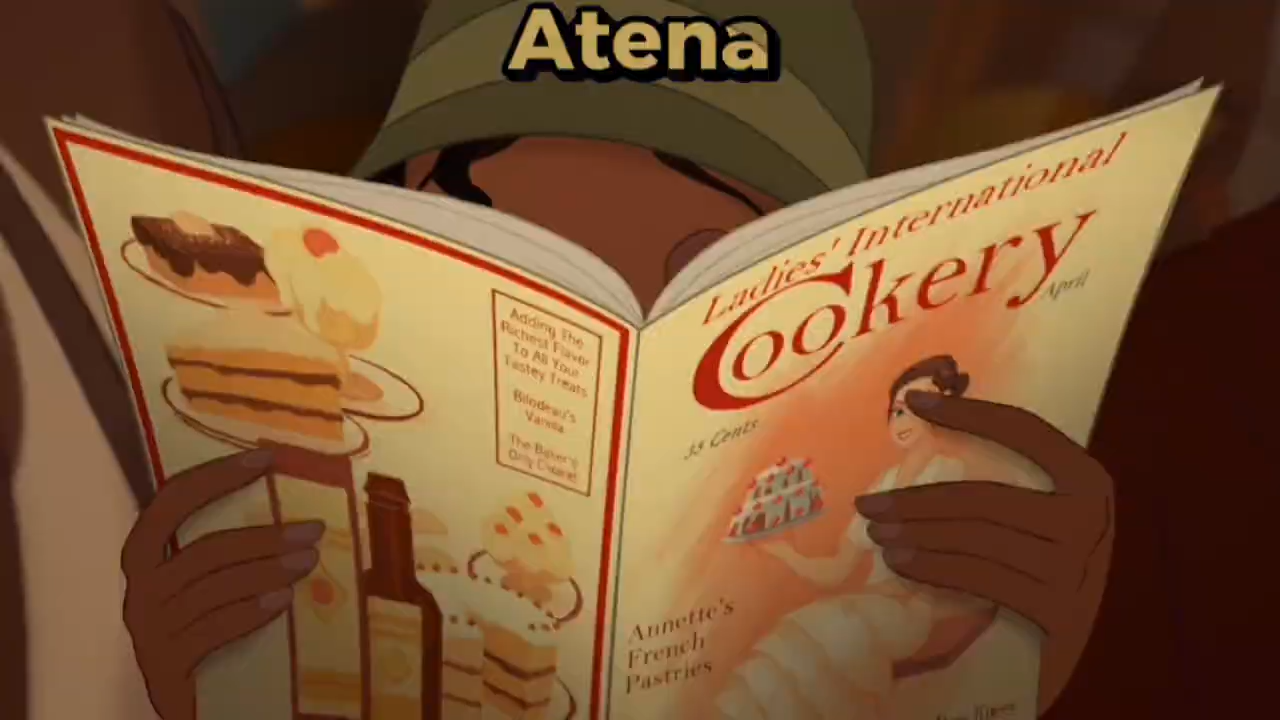 Atena
Adding The
Richest Flavor
To All Your
Tastey Treats
Bilodeau's
Vanilla
The Baker's
Only Choice!
Ladies' International
Cookery
April
35 Cents
Annette's
French
Pastries